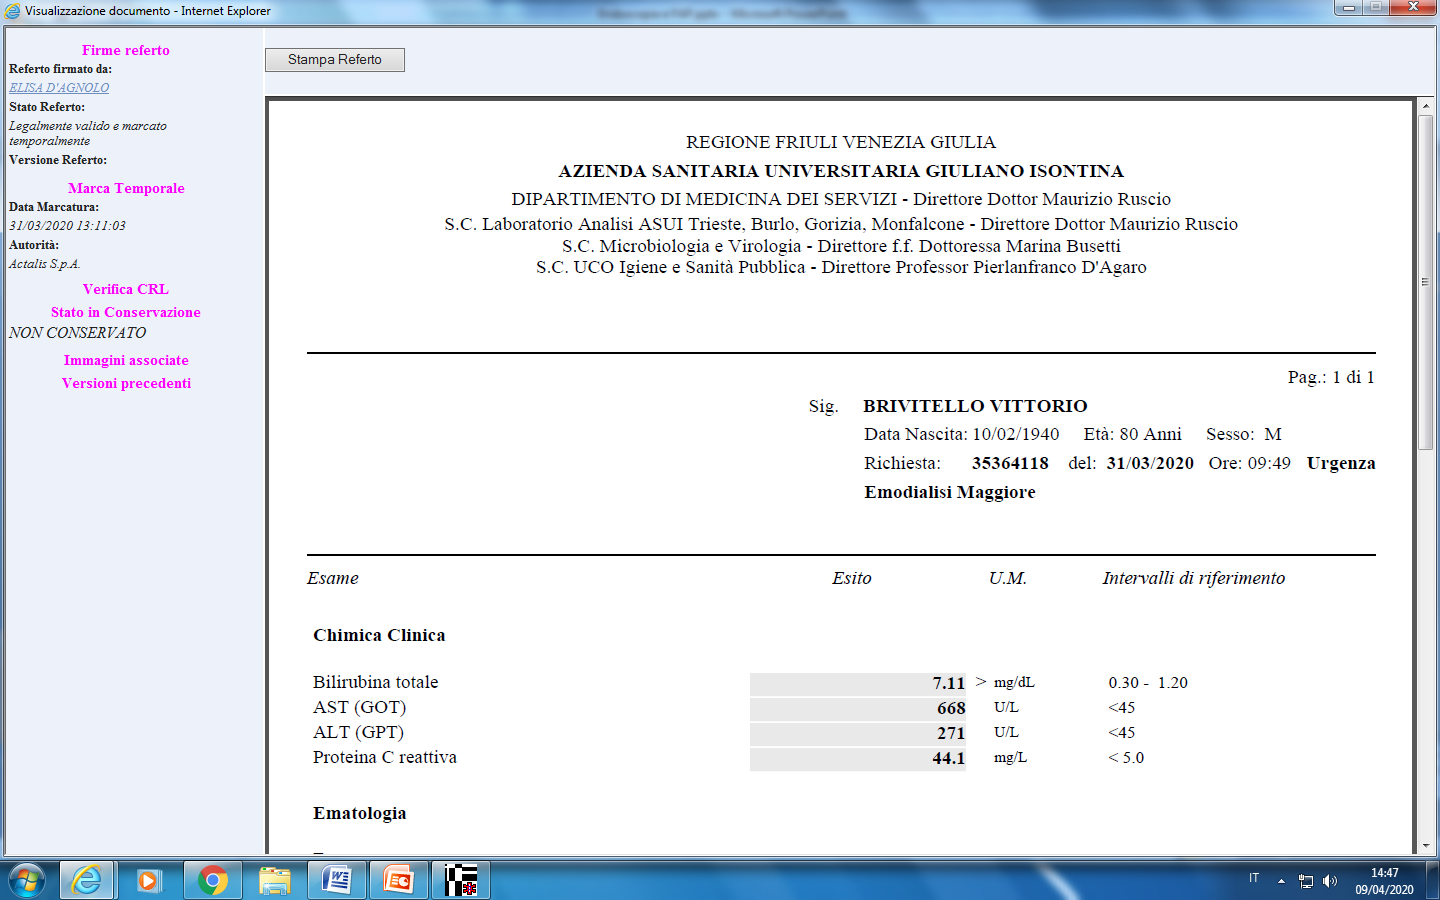 Visualizzazione documento - Internet Explorer
Firme referto
Referto firmato da:
ELISA D'AGNOLO
Stato Referto:
Legalmente valido e marcato
temporalmente
Versione Referto:
Marca Temporale
Data Marcatura:
31/03/2020 13:11:03
Autorità:
Actalis S.p.A.
Verifica CRL
Stato in Conservazione
NON CONSERVATO
Immagini associate
Versioni precedenti
Stampa Referto
REGIONE FRIULI VENEZIA GIULIA
AZIENDA SANITARIA UNIVERSITARIA GIULIANO ISONTINA
DIPARTIMENTO DI MEDICINA DEI SERVIZI - Direttore Dottor Maurizio Ruscio
S.C. Laboratorio Analisi ASUI Trieste, Burlo, Gorizia, Monfalcone - Direttore Dottor Maurizio Ruscio
S.C. Microbiologia e Virologia - Direttore f.f. Dottoressa Marina Busetti
S.C. UCO Igiene e Sanità Pubblica - Direttore Professor Pierlanfranco D'Agaro
Pag.: 1 di 1
Sig. BRIVITELLO VITTORIO
Data Nascita: 10/02/1940 Età: 80 Anni Sesso: M
Richiesta: 35364118 del: 31/03/2020 Ore: 09:49 Urgenza
Emodialisi Maggiore
Esame Esito U.M. Intervalli di riferimento
Chimica Clinica
Bilirubina totale 7.11 > mg/dL 0.30 - 1.20
AST (GOT) 668 U/L <45
ALT (GPT) 271 U/L <45
Proteina C reattiva 44.1 mg/L < 5.0
Ematologia
IT
14:47
09/04/2020